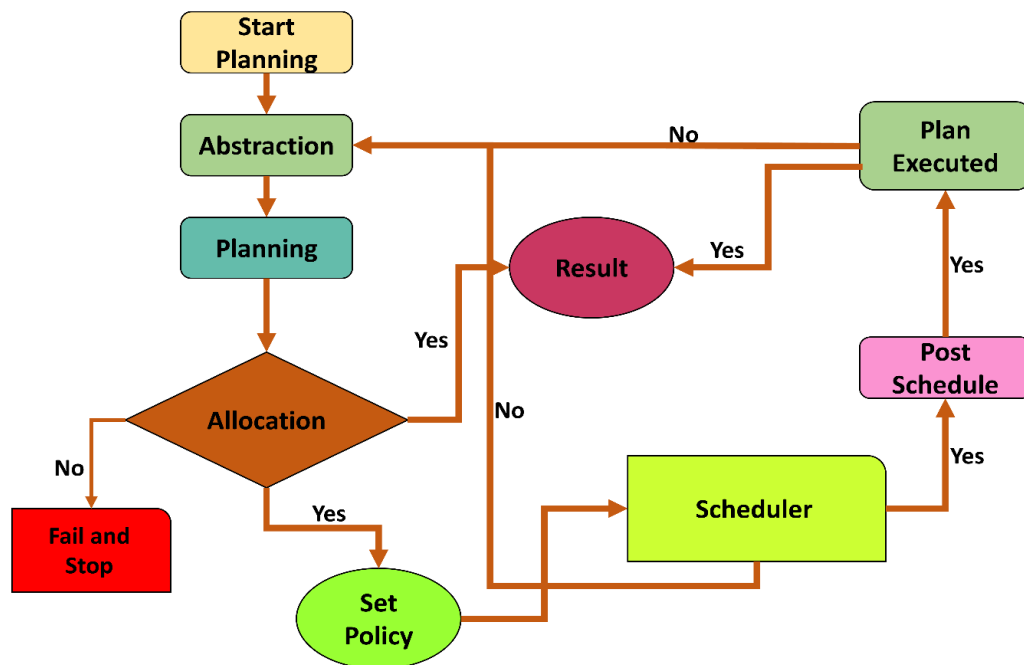 Start
Planning
Abstraction
No
Plan
Executed
Planning
Result
Yes
Yes
Yes
Post
Schedule
Allocation
No
No
Yes
Scheduler
Yes
Fail and
Stop
Set
Policy